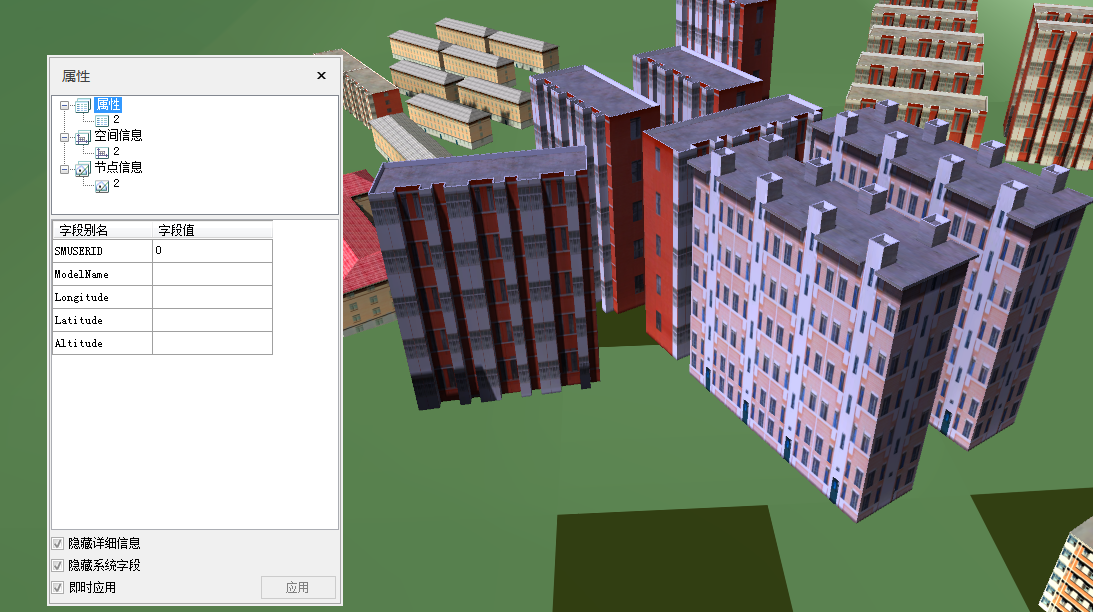 属性
属性
2
空间信息
2
节点信息
2
字段别名 字段值
SMUSERID 0
ModelName
Longitude
Latitude
Altitude
隐藏详细信息
隐藏系统字段
即时应用 应用